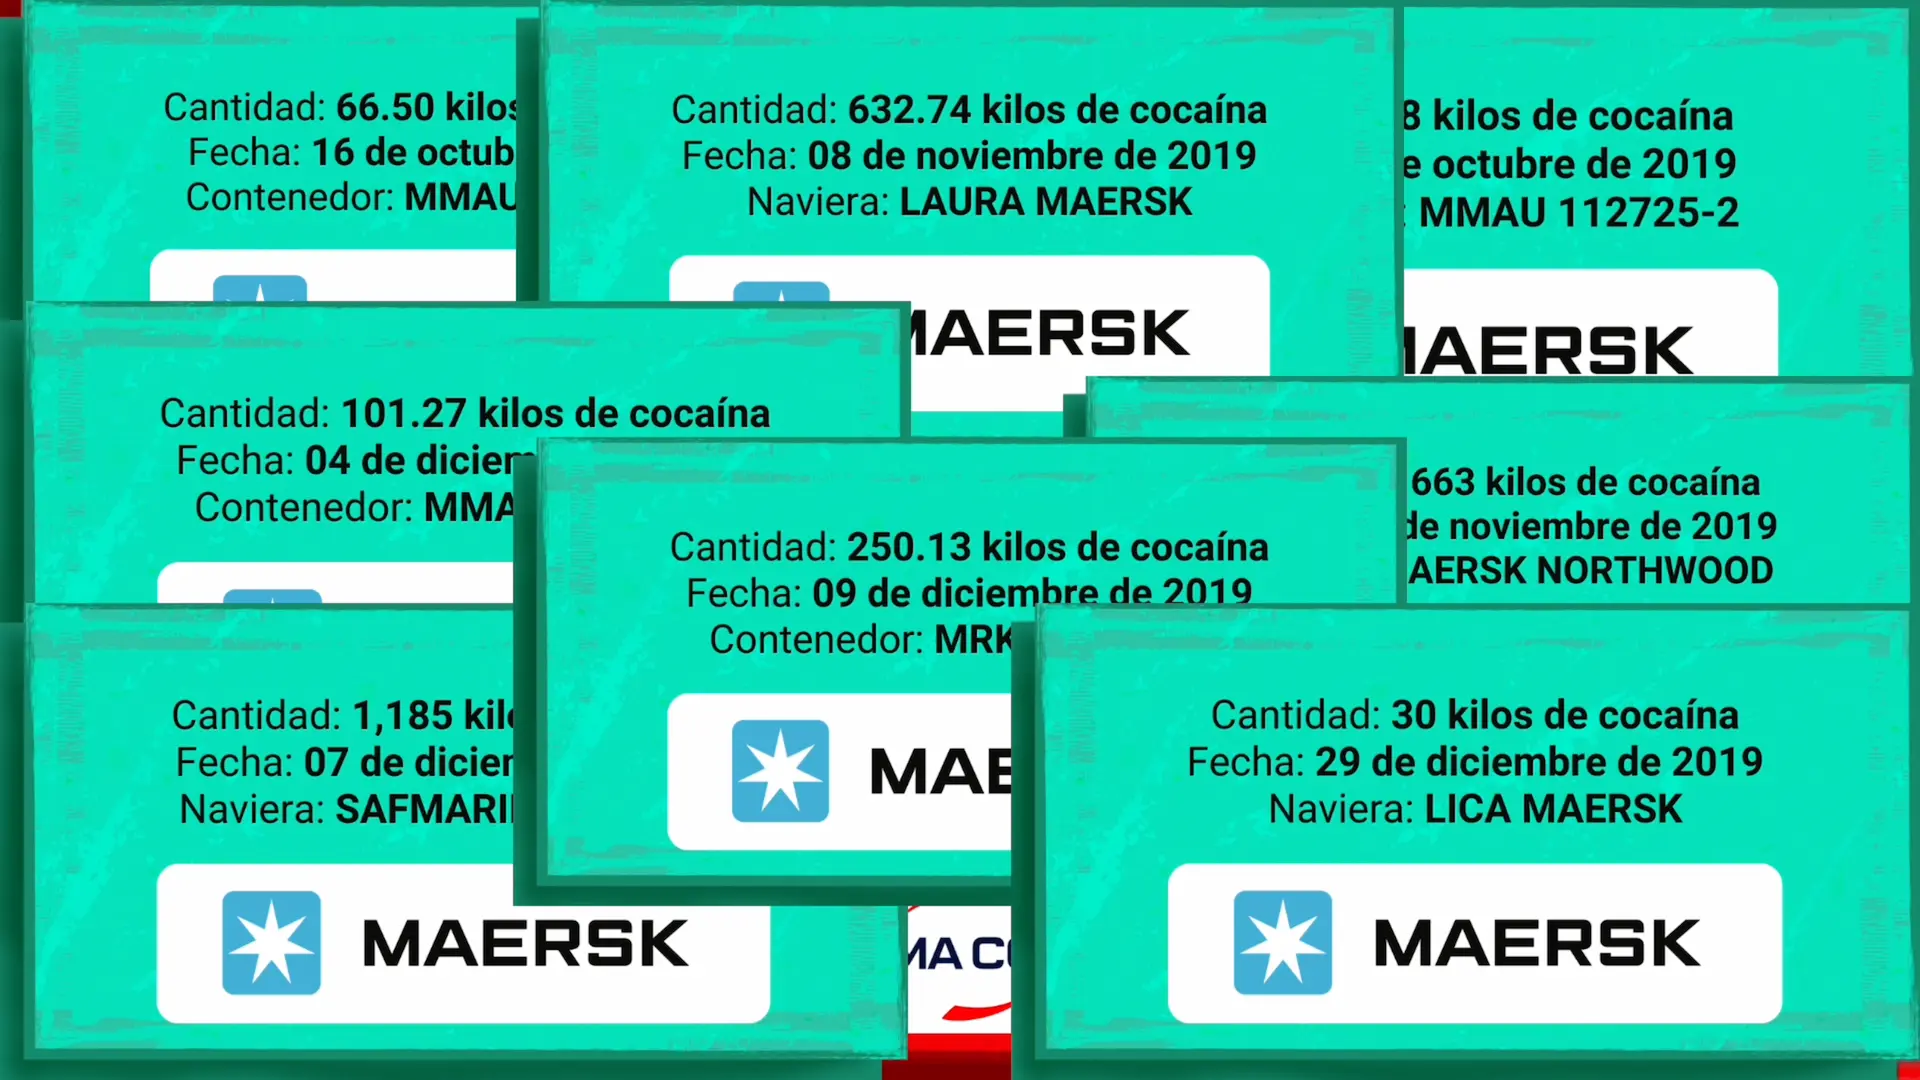 Cantidad: 66.50 kilos
Fecha: 16 de octub
Contenedor: MMAU
Cantidad: 632.74 kilos de cocaína
Fecha: 08 de noviembre de 2019
Naviera: LAURA MAERSK
MAERSK
8 kilos de cocaína
e octubre de 2019
: MMAU 112725-2
MAERSK
Cantidad: 101.27 kilos de cocaína
Fecha: 04 de diciem
Contenedor: MMA
663 kilos de cocaína
de noviembre de 2019
AERSK NORTHWOOD
Cantidad: 250.13 kilos de cocaína
Fecha: 09 de diciembre de 2019
Contenedor: MRK
MAE
Cantidad: 1,185 kil
Fecha: 07 de dicie
Naviera: SAFMARI
MAERSK
MA C
Cantidad: 30 kilos de cocaína
Fecha: 29 de diciembre de 2019
Naviera: LICA MAERSK
MAERSK